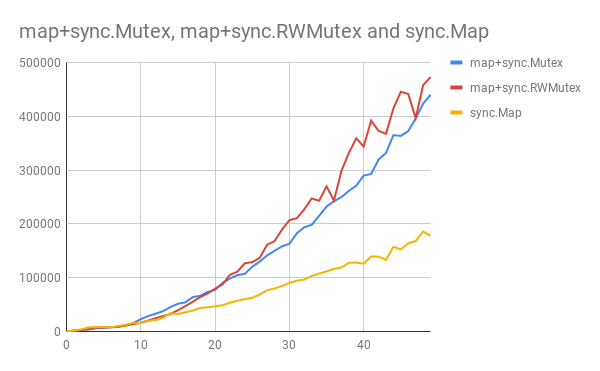 map+sync.Mutex, map+sync.RWMutex and sync.Map
500000
400000
300000
200000
100000
0
0
10
20
30
40
map+sync.Mutex
map+sync.RWMutex
sync.Map